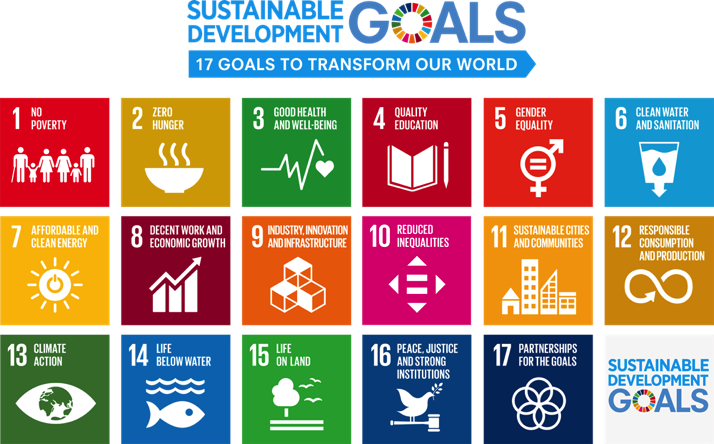 SUSTAINABLE
DEVELOPMENT
GOALS
17 GOALS TO TRANSFORM OUR WORLD
1 NO
POVERTY
2 ZERO
HUNGER
3 GOOD HEALTH
AND WELL-BEING
4 QUALITY
EDUCATION
5 GENDER
EQUALITY
6 CLEAN WATER
AND SANITATION
7 AFFORDABLE AND
CLEAN ENERGY
8 DECENT WORK AND
ECONOMIC GROWTH
9 INDUSTRY, INNOVATION
AND INFRASTRUCTURE
10 REDUCED
INEQUALITIES
11 SUSTAINABLE CITIES
AND COMMUNITIES
12 RESPONSIBLE
CONSUMPTION
AND PRODUCTION
13 CLIMATE
ACTION
14 LIFE
BELOW WATER
15 LIFE
ON LAND
16 PEACE, JUSTICE
AND STRONG
INSTITUTIONS
17 PARTNERSHIPS
FOR THE GOALS
SUSTAINABLE
DEVELOPMENT
GOALS